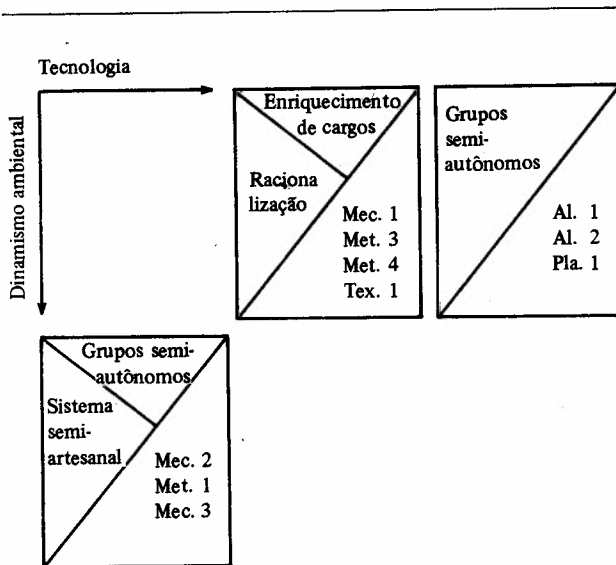 Tecnologia
Dinamismo ambiental
Enriquecimento
de cargos
Raciona
lização
Mec. 1
Met. 3
Met. 4
Tex. 1
Grupos
semi-
autônomos
Al. 1
Al. 2
Pla. 1
Grupos semi-
autônomos
Sistema
semi-
artesanal
Mec. 2
Met. 1
Mec. 3